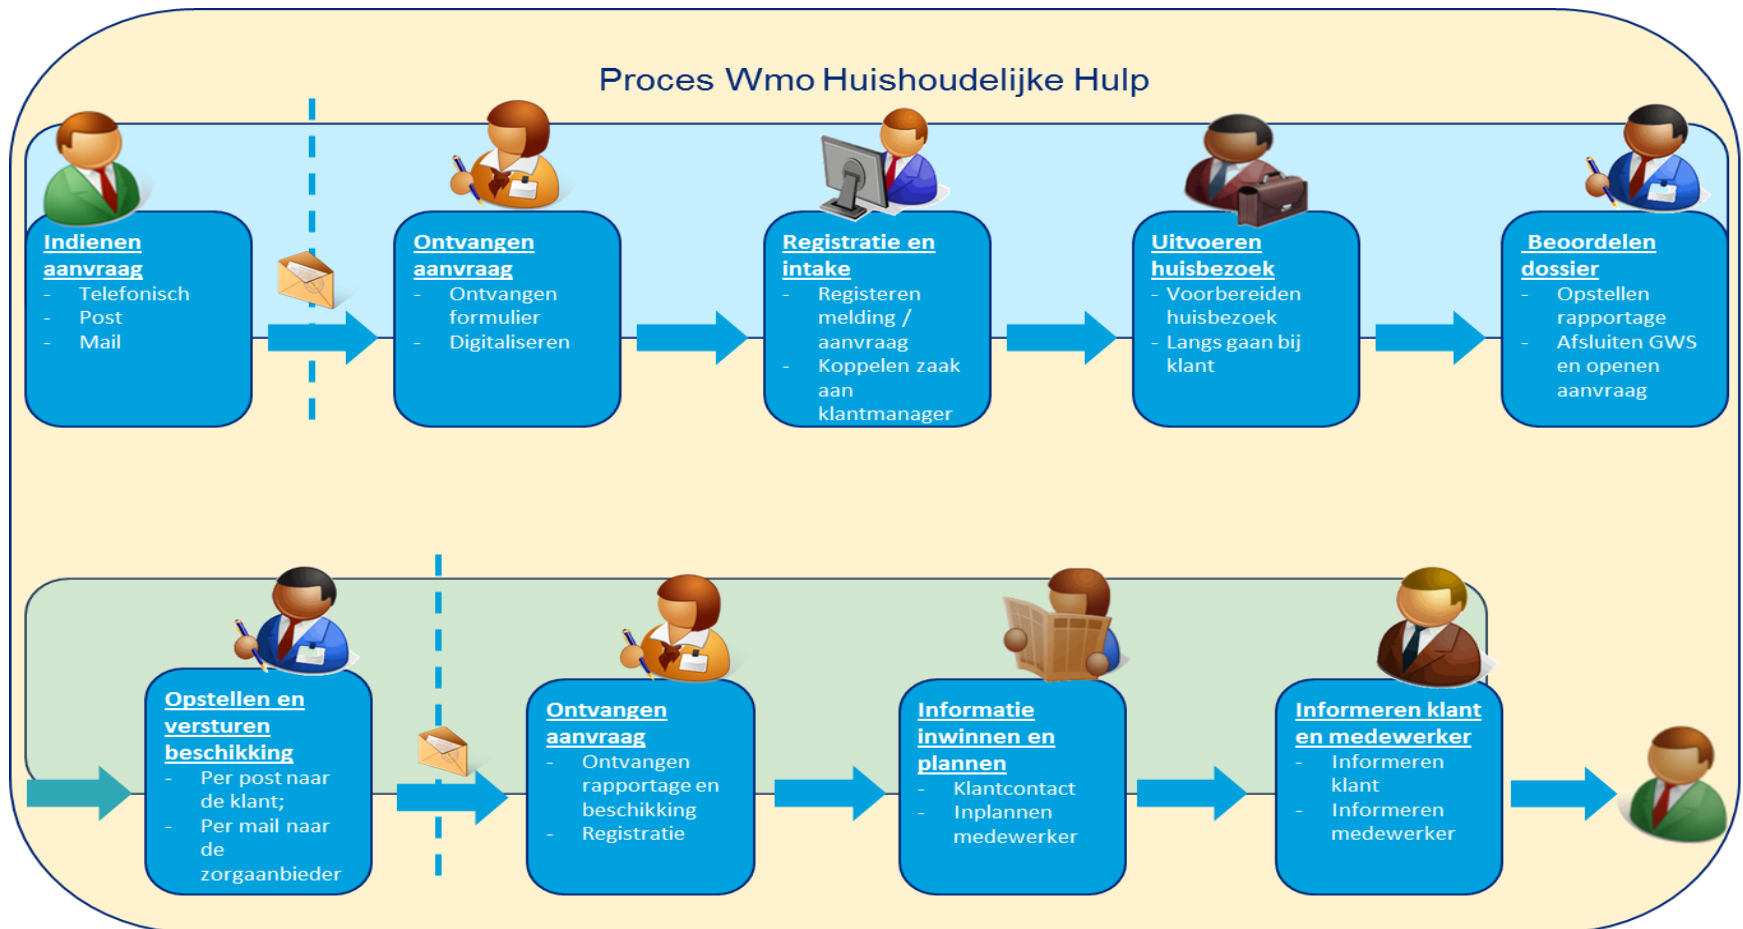 Proces Wmo Huishoudelijke Hulp
Indienen
aanvraag
- Telefonisch
- Post
- Mail
Ontvangen
aanvraag
- Ontvangen
formulier
- Digitaliseren
Registratie en
intake
- Registeren
melding /
aanvraag
- Koppelen zaak
aan
klantmanager
Uitvoeren
huisbezoek
- Voorbereiden
huisbezoek
- Langs gaan bij
klant
Beoordelen
dossier
- Opstellen
rapportage
- Afsluiten GWS
en openen
aanvraag
Opstellen en
versturen
beschikking
- Per post naar
de klant;
- Per mail naar
de
zorgaanbieder
Ontvangen
aanvraag
- Ontvangen
rapportage en
beschikking
- Registratie
Informatie
inwinnen en
plannen
- Klantcontact
- Inplannen
medewerker
Informeren klant
en medewerker
- Informeren
klant
- Informeren
medewerker